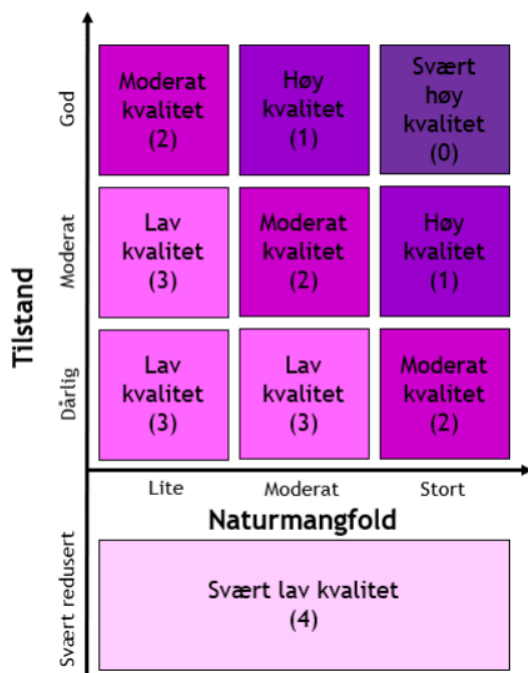 Tilstand
God
Moderat
kvalitet
(2)
Høy
kvalitet
(1)
Svært
høy
kvalitet
(0)
Moderat
Lav
kvalitet
(3)
Moderat
kvalitet
(2)
Høy
kvalitet
(1)
Dårlig
Lav
kvalitet
(3)
Lav
kvalitet
(3)
Moderat
kvalitet
(2)
Lite
Moderat
Stort
Naturmangfold
Svært redusert
Svært lav kvalitet
(4)